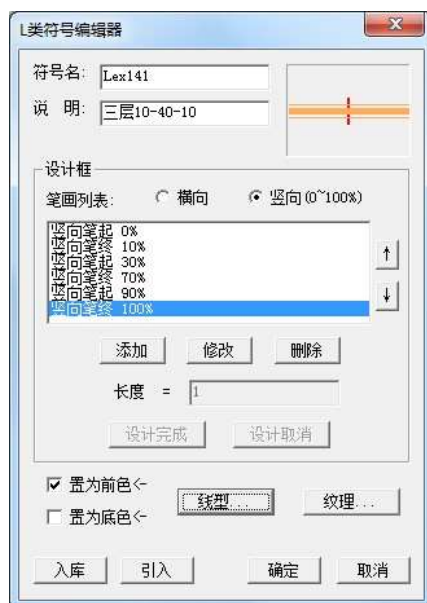 L类符号编辑器
符号名: Lex141
说 明: 三层10-40-10
设计框
笔画列表: 横向 竖向(0~100%)
竖向笔起 0%
竖向笔终 10%
竖向笔起 30%
竖向笔终 70%
竖向笔起 90%
竖向笔终 100%
↑
↓
添加 修改 删除
长度 = 1
设计完成 设计取消
置为前色<-
线型... 纹理...
置为底色<-
入库 引入 确定 取消